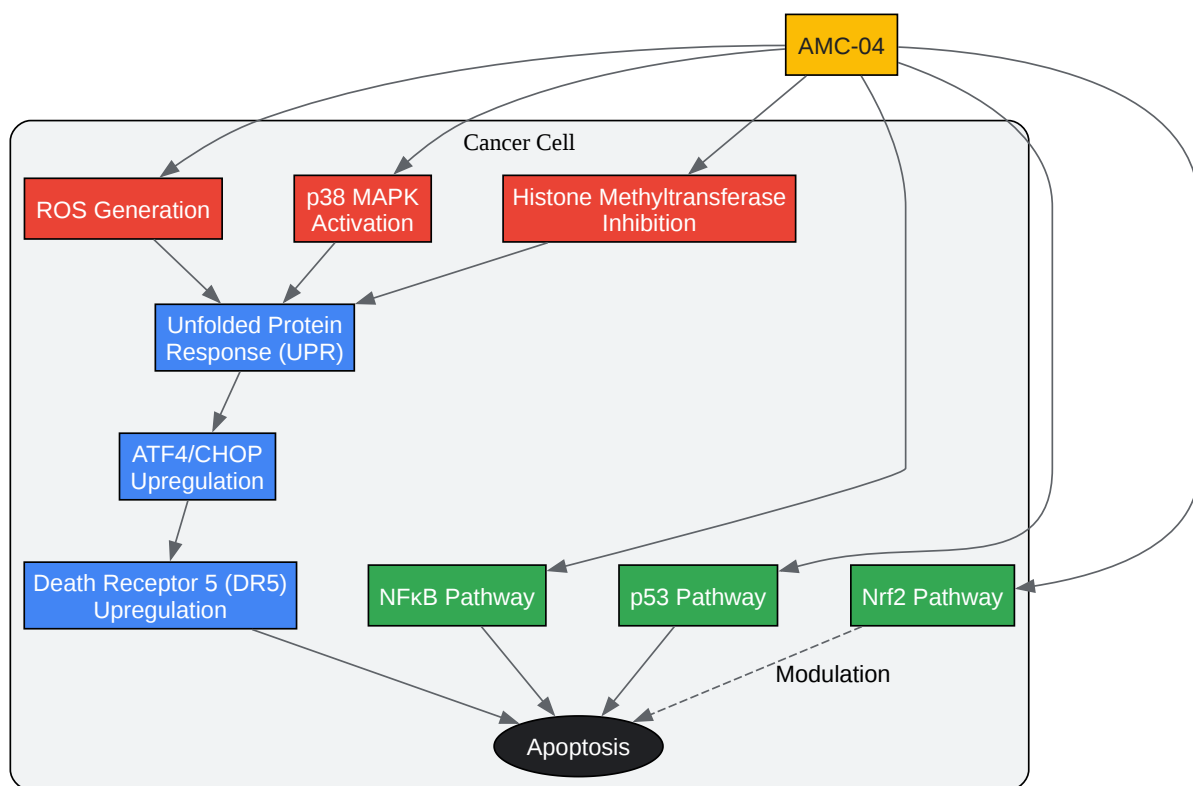 AMC-04
Cancer Cell
ROS Generation
p38 MAPK
Activation
Histone Methyltransferase
Inhibition
Unfolded Protein
Response (UPR)
ATF4/CHOP
Upregulation
Death Receptor 5 (DR5)
Upregulation
NFκB Pathway
p53 Pathway
Nrf2 Pathway
Modulation
Apoptosis